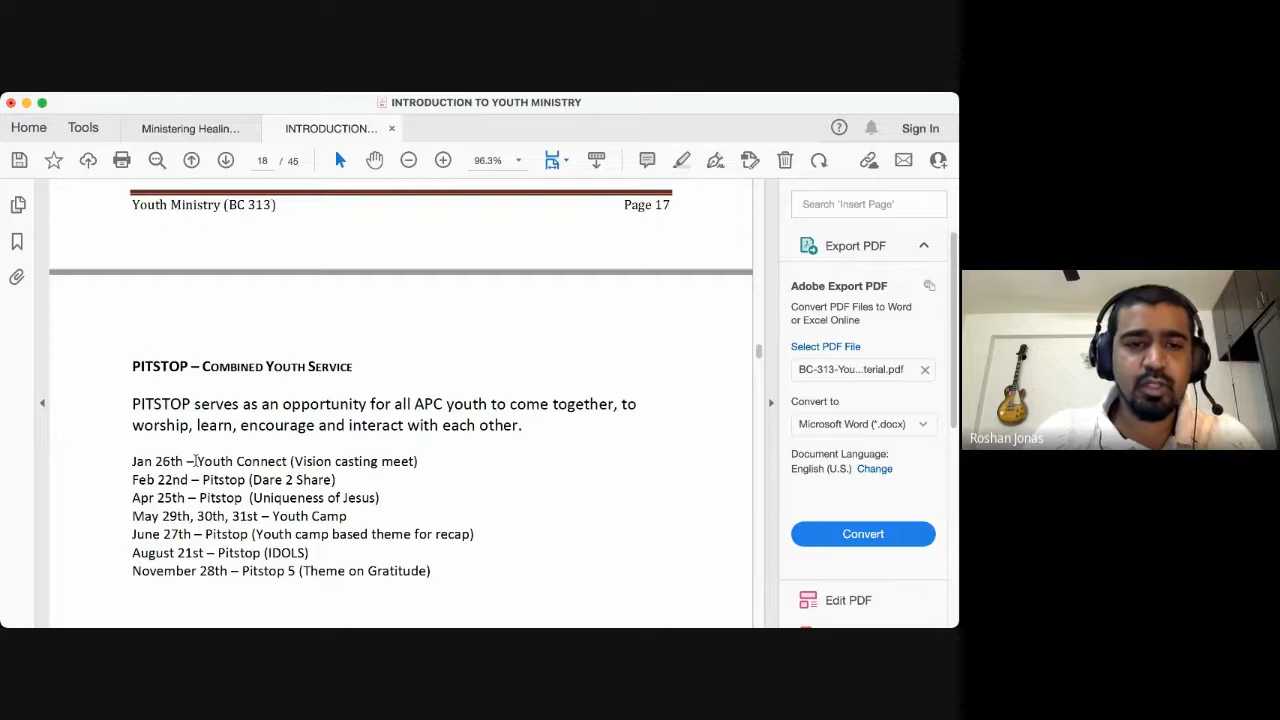 INTRODUCTION TO YOUTH MINISTRY
Home
Tools
Ministering Healin...
INTRODUCTION...
Sign In
18 / 45
96.3%
Youth Ministry (BC 313)
Page 17
PITSTOP – COMBINED YOUTH SERVICE
PITSTOP serves as an opportunity for all APC youth to come together, to
worship, learn, encourage and interact with each other.
Jan 26th – Youth Connect (Vision casting meet)
Feb 22nd – Pitstop (Dare 2 Share)
Apr 25th – Pitstop (Uniqueness of Jesus)
May 29th, 30th, 31st – Youth Camp
June 27th – Pitstop (Youth camp based theme for recap)
August 21st – Pitstop (IDOLS)
November 28th – Pitstop 5 (Theme on Gratitude)
Search 'Insert Page'
Export PDF
Adobe Export PDF
Convert PDF Files to Word
or Excel Online
Select PDF File
BC-313-You...terial.pdf
Convert to
Microsoft Word (*.docx)
Document Language:
English (U.S.) Change
Convert
Edit PDF
Roshan Jonas